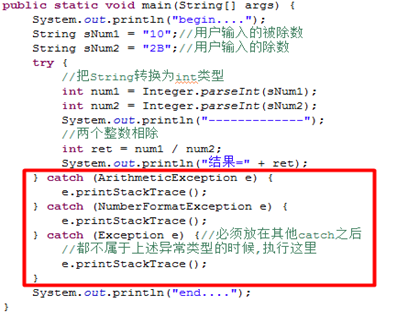 public static void main(String[] args) {
System.out.println("begin....");
String sNum1 = "10";//用户输入的被除数
String sNum2 = "2B";//用户输入的除数
try {
//把String转换为int类型
int num1 = Integer.parseInt(sNum1);
int num2 = Integer.parseInt(sNum2);
System.out.println("-------------");
//两个整数相除
int ret = num1 / num2;
System.out.println("结果=" + ret);
} catch (ArithmeticException e) {
e.printStackTrace();
} catch (NumberFormatException e) {
e.printStackTrace();
} catch (Exception e) {//必须放在其他catch之后
//都不属于上述异常类型的时候,执行这里
e.printStackTrace();
}
System.out.println("end....");
}